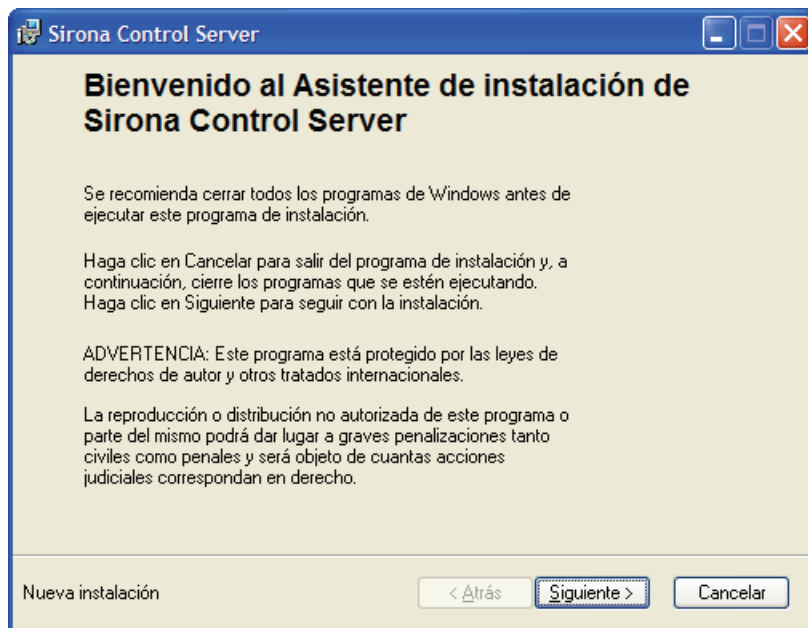 Sirona Control Server
Bienvenido al Asistente de instalación de
Sirona Control Server
Se recomienda cerrar todos los programas de Windows antes de
ejecutar este programa de instalación.
Haga clic en Cancelar para salir del programa de instalación y, a
continuación, cierre los programas que se estén ejecutando.
Haga clic en Siguiente para seguir con la instalación.
ADVERTENCIA: Este programa está protegido por las leyes de
derechos de autor y otros tratados internacionales.
La reproducción o distribución no autorizada de este programa o
parte del mismo podrá dar lugar a graves penalizaciones tanto
civiles como penales y será objeto de cuantas acciones
judiciales correspondan en derecho.
Nueva instalación < Atrás Siguiente > Cancelar